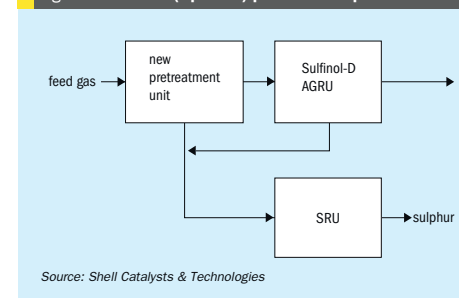 feed gas
new
pretreatment
unit
Sulfinol-D
AGRU
SRU
sulphur
Source: Shell Catalysts & Technologies